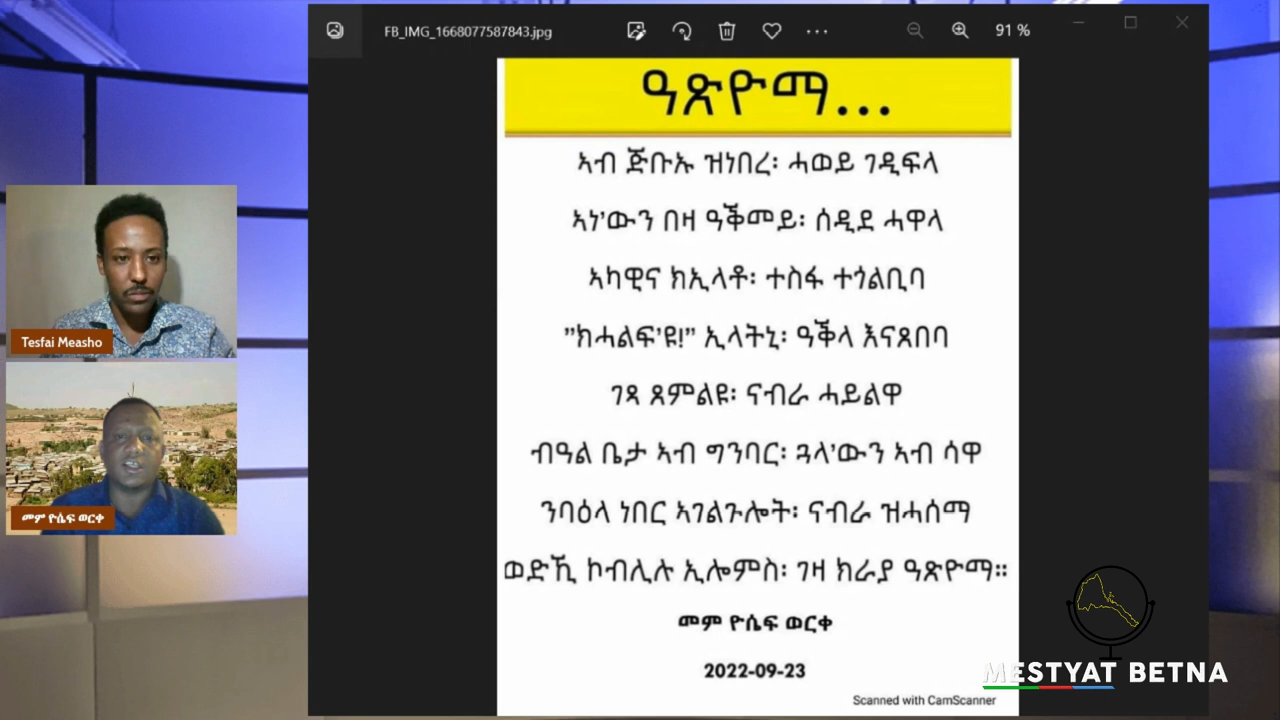 FB_IMG_1668077587843.jpg
91 %
ዓጽዮማ...
ኣብ ጅቡኡ ዝነበረ፡ ሓወይ ገዲፍላ
ኣነ'ውን በዛ ዓቕመይ፡ ሰዲደ ሓዋላ
ኣካዊና ክኢላቶ፡ ተስፋ ተጎልቢባ
"ክሓልፍ'ዩ!" ኢላትኒ፡ ዓቕላ እናጸበባ
ገጻ ጸምልዩ፡ ናብራ ሓይልዋ
ብዓል ቤታ ኣብ ግንባር፡ ጓላ'ውን ኣብ ሳዋ
ንባዕላ ነበር ኣገልጉሎት፡ ናብራ ዝሓሰማ
ወድኺ ኮብሊሉ ኢሎምስ፡ ገዛ ክራያ ዓጽዮማ።
መም ዮሴፍ ወርቀ
2022-09-23
Scanned with CamScanner
Tesfai Measho
መም ዮሴፍ ወርቀ
MESTYAT BETNA